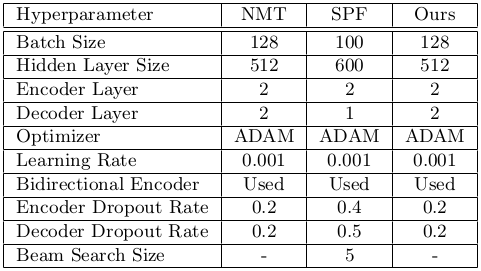 Hyperparameter NMT SPF Ours
Batch Size 128 100 128
Hidden Layer Size 512 600 512
Encoder Layer 2 2 2
Decoder Layer 2 1 2
Optimizer ADAM ADAM ADAM
Learning Rate 0.001 0.001 0.001
Bidirectional Encoder Used Used Used
Encoder Dropout Rate 0.2 0.4 0.2
Decoder Dropout Rate 0.2 0.5 0.2
Beam Search Size - 5 -